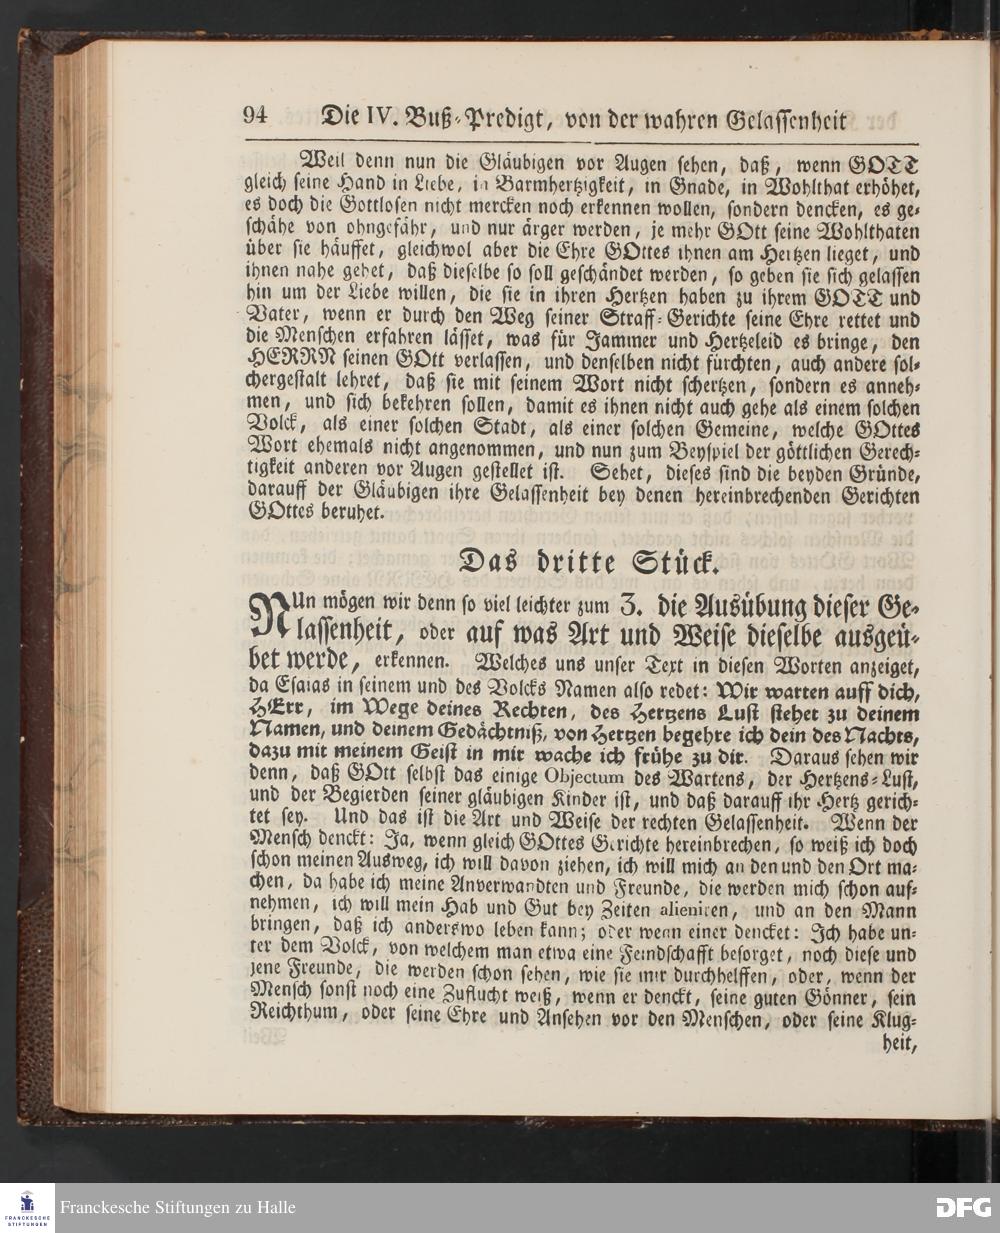 94 Die IV. Buß-Predigt, von der wahren Gelassenheit
Weil denn nun die Gläubigen vor Augen sehen, daß, wenn GOTT
gleich seine Hand in Liebe, in Barmhertzigkeit, in Gnade, in Wohlthat erhöhet,
es doch die Gottlosen nicht mercken noch erkennen wollen, sondern dencken, es ge-
schähe von ohngefähr, und nur ärger werden, je mehr GOtt seine Wohlthaten
über sie häuffet, gleichwol aber die Ehre GOttes ihnen am Hertzen lieget, und
ihnen nahe gehet, daß dieselbe so soll geschändet werden, so geben sie sich gelassen
hin um der Liebe willen, die sie in ihren Hertzen haben zu ihrem GOTT und
Vater, wenn er durch den Weg seiner Straff-Gerichte seine Ehre rettet und
die Menschen erfahren lässet, was für Jammer und Hertzeleid es bringe, den
HERRN seinen GOtt verlassen, und denselben nicht fürchten, auch andere sol-
chergestalt lehret, daß sie mit seinem Wort nicht schertzen, sondern es anneh-
men, und sich bekehren sollen, damit es ihnen nicht auch gehe als einem solchen
Volck, als einer solchen Stadt, als einer solchen Gemeine, welche GOttes
Wort ehemals nicht angenommen, und nun zum Beyspiel der göttlichen Gerech-
tigkeit anderen vor Augen gestellet ist. Sehet, dieses sind die beyden Gründe,
darauff der Gläubigen ihre Gelassenheit bey denen hereinbrechenden Gerichten
GOttes beruhet.
Das dritte Stück.
NUn mögen wir denn so viel leichter zum 3. die Ausübung dieser Ge-
lassenheit, oder auf was Art und Weise dieselbe ausgeü-
bet werde, erkennen. Welches uns unser Text in diesen Worten anzeiget,
da Esaias in seinem und des Volcks Namen also redet: Wir warten auff dich,
HErr, im Wege deines Rechten, des Hertzens Lust stehet zu deinem
Namen, und deinem Gedächtniß, von Hertzen begehre ich dein des Nachts,
dazu mit meinem Geist in mir wache ich frühe zu dir. Daraus sehen wir
denn, daß GOtt selbst das einige Objectum des Wartens, der Hertzens-Lust,
und der Begierden seiner gläubigen Kinder ist, und daß darauff ihr Hertz gerich-
tet sey. Und das ist die Art und Weise der rechten Gelassenheit. Wenn der
Mensch denckt: Ja, wenn gleich GOttes Gerichte hereinbrechen, so weiß ich doch
schon meinen Ausweg, ich will davon ziehen, ich will mich an den und den Ort ma-
chen, da habe ich meine Anverwandten und Freunde, die werden mich schon auf-
nehmen, ich will mein Hab und Gut bey Zeiten alieniren, und an den Mann
bringen, daß ich anderswo leben kann; oder wenn einer dencket: Ich habe un-
ter dem Volck, von welchem man etwa eine Feindschafft besorget, noch diese und
jene Freunde, die werden schon sehen, wie sie mir durchhelffen, oder, wenn der
Mensch sonst noch eine Zuflucht weiß, wenn er denckt, seine guten Gönner, sein
Reichthum, oder seine Ehre und Ansehen vor den Menschen, oder seine Klug-
heit,
FRANCKESCHE
STIFTUNGEN
Franckesche Stiftungen zu Halle
DFG